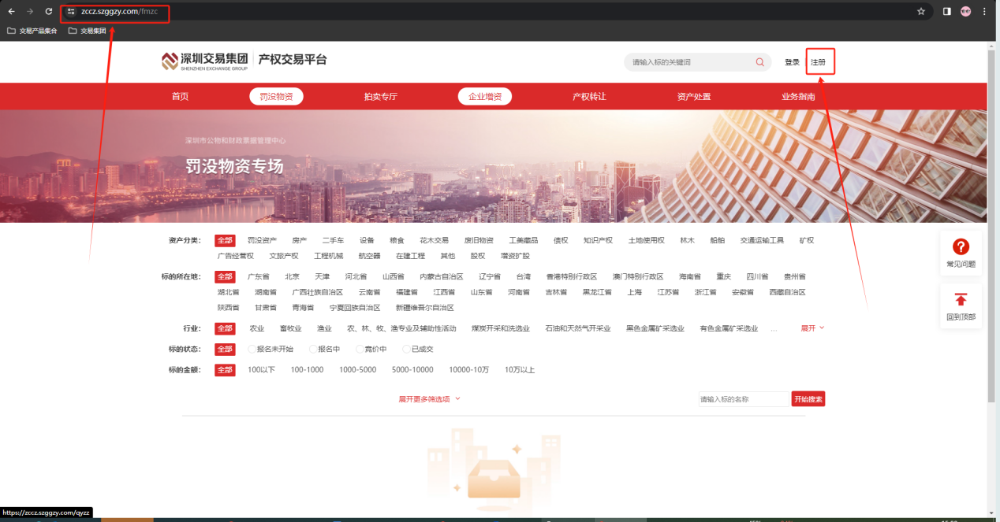 zccz.szggzy.com/fmzc
交易产品集合 交易集团
深圳交易集团 产权交易平台
SHENZHEN EXCHANGE GROUP
请输入标的关键词 登录 注册
首页 罚没物资 拍卖专厅 企业增资 产权转让 资产处置 业务指南
深圳市公物和财政票据管理中心
罚没物资专场
资产分类: 全部 罚没资产 房产 二手车 设备 粮食 花木交易 废旧物资 工美藏品 债权 知识产权 土地使用权 林木 船舶 交通运输工具 矿权
广告经营权 文旅产权 工程机械 航空器 在建工程 其他 股权 增资扩股
标的所在地: 全部 广东省 北京 天津 河北省 山西省 内蒙古自治区 辽宁省 台湾 香港特别行政区 澳门特别行政区 海南省 重庆 四川省 贵州省
湖北省 湖南省 广西壮族自治区 云南省 福建省 江西省 山东省 河南省 吉林省 黑龙江省 上海 江苏省 浙江省 安徽省 西藏自治区
陕西省 甘肃省 青海省 宁夏回族自治区 新疆维吾尔自治区
行业: 全部 农业 畜牧业 渔业 农、林、牧、渔专业及辅助性活动 煤炭开采和洗选业 石油和天然气开采业 黑色金属矿采选业 有色金属矿采选业 ... 展开
标的状态: 全部 报名未开始 报名中 竞价中 已成交
标的金额: 全部 100以下 100-1000 1000-5000 5000-10000 10000-10万 10万以上
展开更多筛选项 请输入标的名称 开始搜索
?
常见问题
回到顶部
https://zccz.szggzy.com/qyzz